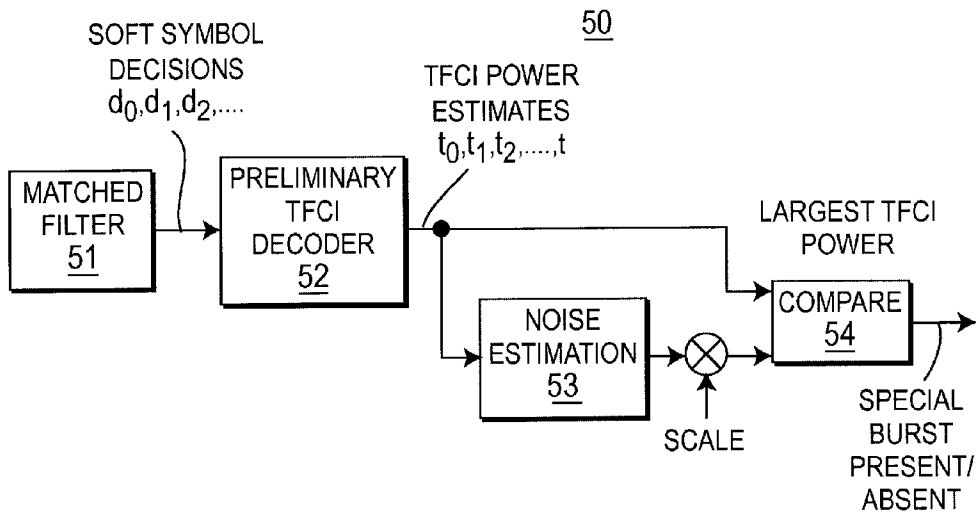 50
SOFT SYMBOL
DECISIONS
d0,d1,d2,....
TFCI POWER
ESTIMATES
t0,t1,t2,....,t
MATCHED
FILTER
51
PRELIMINARY
TFCI
DECODER
52
LARGEST TFCI
POWER
NOISE
ESTIMATION
53
COMPARE
54
SCALE
SPECIAL
BURST
PRESENT/
ABSENT